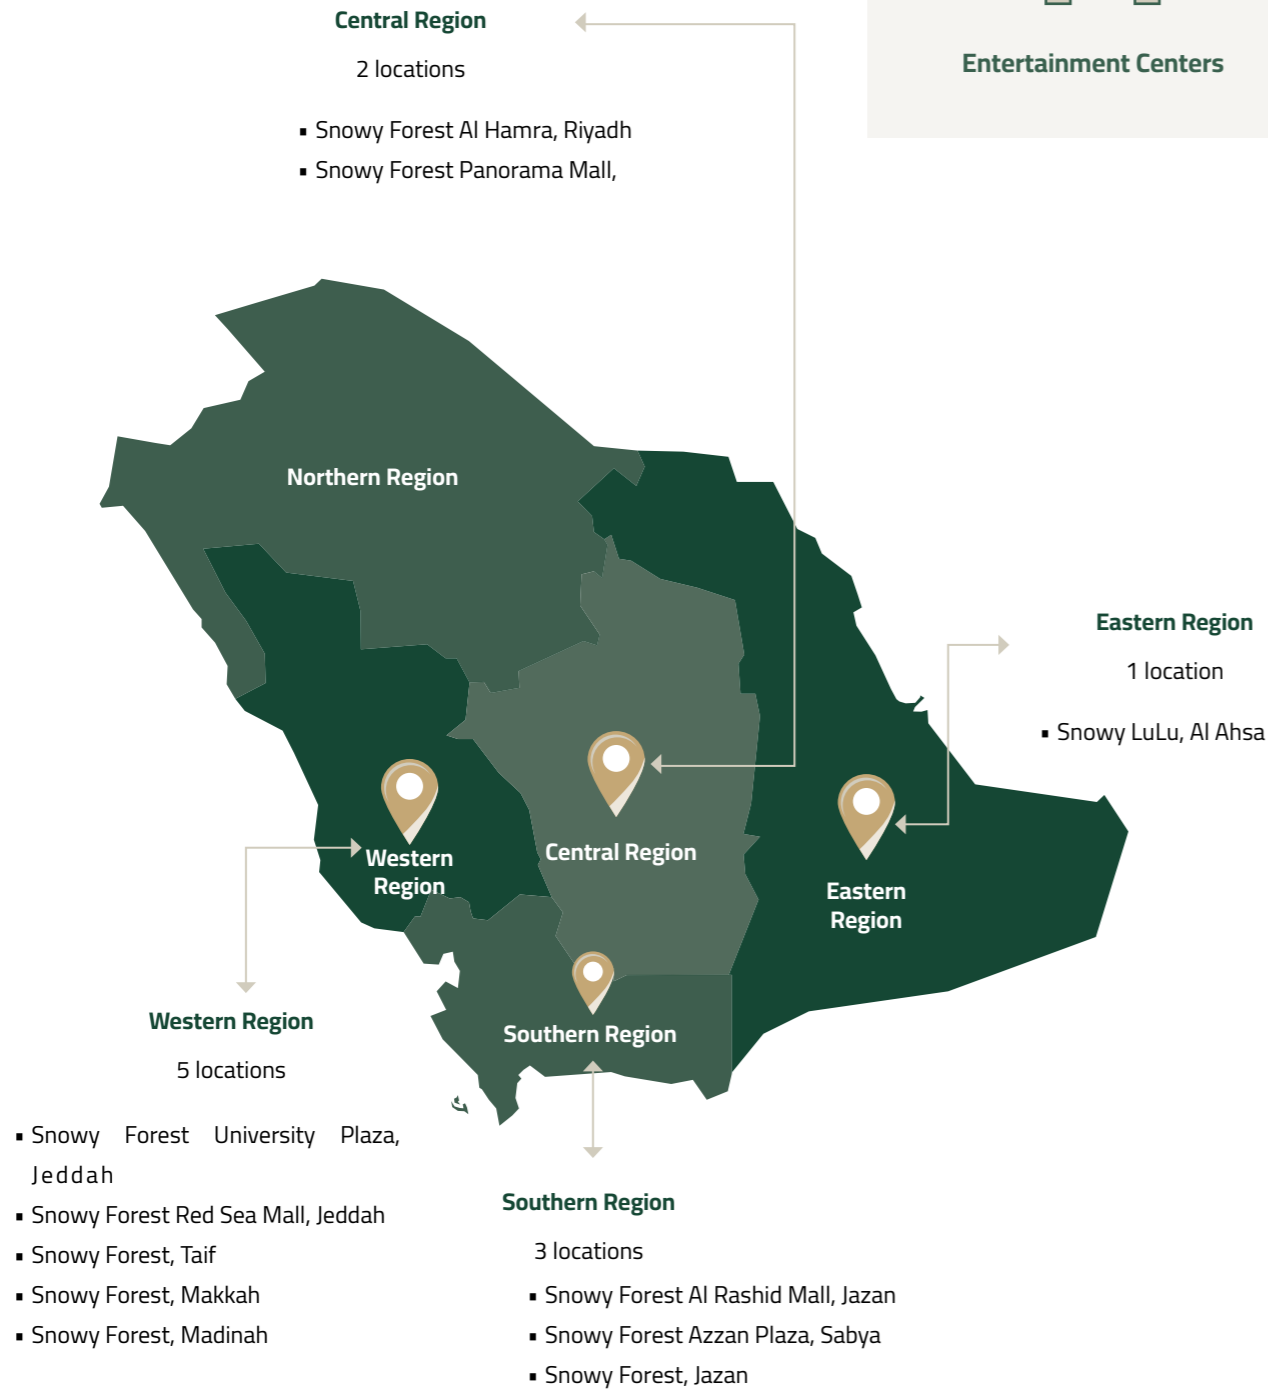 Central Region
2 locations
▪ Snowy Forest Al Hamra, Riyadh
▪ Snowy Forest Panorama Mall,
Entertainment Centers
Northern Region
Western
Region
Central Region
Eastern
Region
Southern Region
Eastern Region
1 location
▪ Snowy LuLu, Al Ahsa
Western Region
5 locations
▪ Snowy Forest University Plaza,
Jeddah
▪ Snowy Forest Red Sea Mall, Jeddah
▪ Snowy Forest, Taif
▪ Snowy Forest, Makkah
▪ Snowy Forest, Madinah
Southern Region
3 locations
▪ Snowy Forest Al Rashid Mall, Jazan
▪ Snowy Forest Azzan Plaza, Sabya
▪ Snowy Forest, Jazan